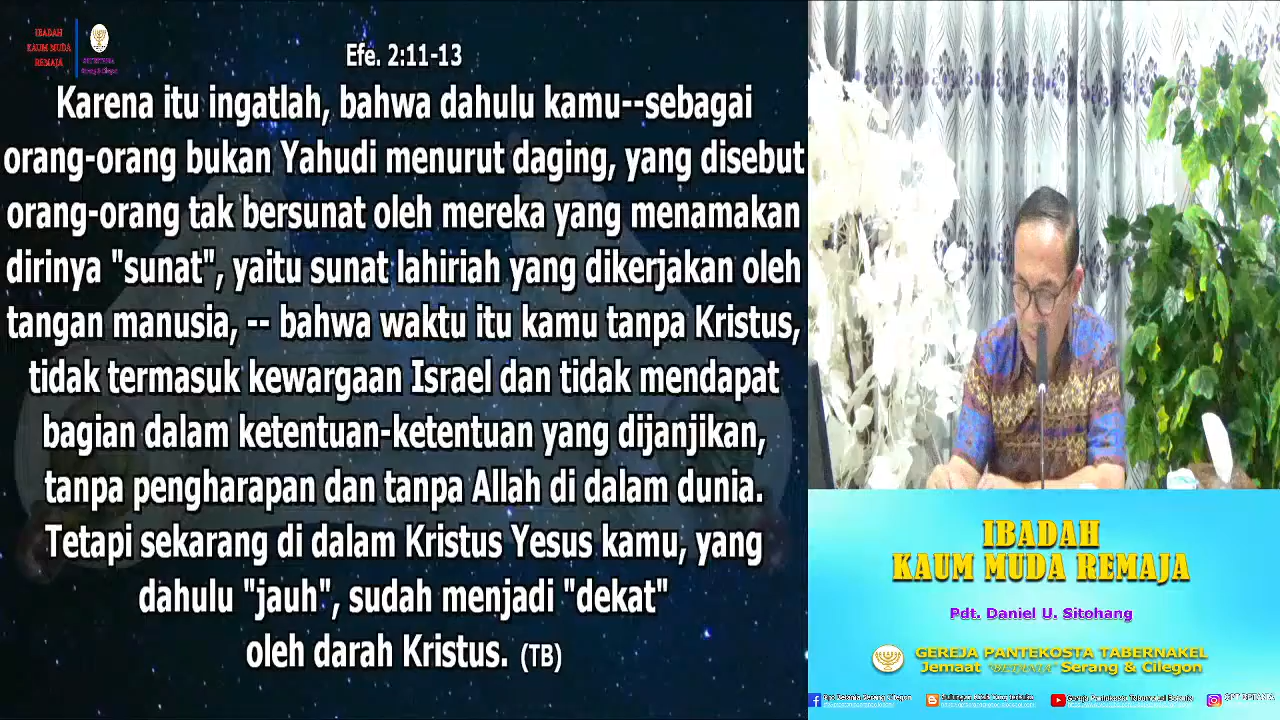 IBADAH
KAUM MUDA
REMAJA
Serang & Cilegon
Efe. 2:11-13
Karena itu ingatlah, bahwa dahulu kamu--sebagai
orang-orang bukan Yahudi menurut daging, yang disebut
orang-orang tak bersunat oleh mereka yang menamakan
dirinya "sunat", yaitu sunat lahiriah yang dikerjakan oleh
tangan manusia, -- bahwa waktu itu kamu tanpa Kristus,
tidak termasuk kewargaan Israel dan tidak mendapat
bagian dalam ketentuan-ketentuan yang dijanjikan,
tanpa pengharapan dan tanpa Allah di dalam dunia.
Tetapi sekarang di dalam Kristus Yesus kamu, yang
dahulu "jauh", sudah menjadi "dekat"
oleh darah Kristus. (TB)
IBADAH
KAUM MUDA REMAJA
Pdt. Daniel U. Sitohang
GEREJA PANTEKOSTA TABERNAKEL
Jemaat "BETANIA" Serang & Cilegon